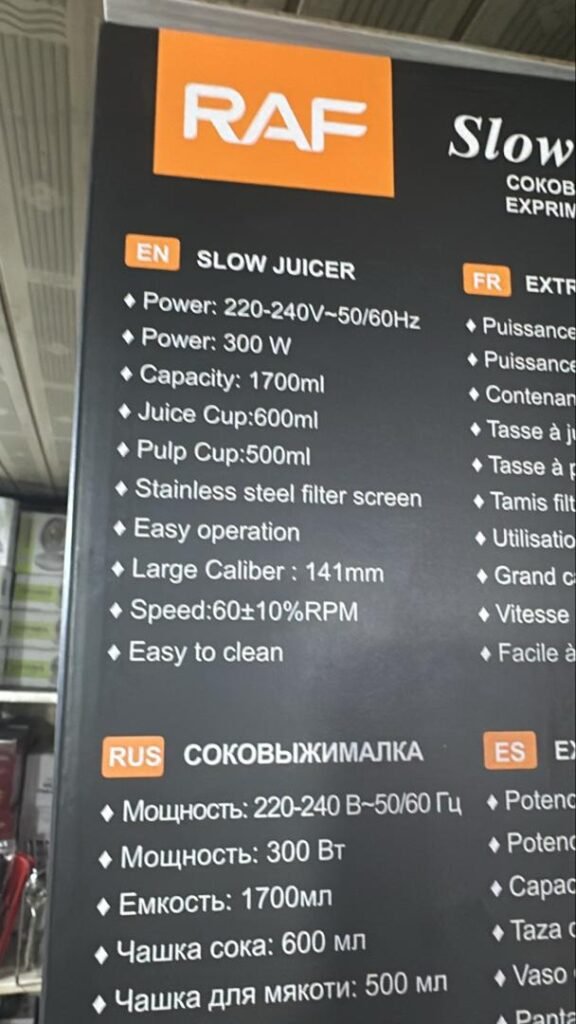 RAF
Slow
СОКОВ
EXPRIM
EN SLOW JUICER
♦ Power: 220-240V~50/60Hz
♦ Power: 300 W
♦ Capacity: 1700ml
♦ Juice Cup:600ml
♦ Pulp Cup:500ml
♦ Stainless steel filter screen
♦ Easy operation
♦ Large Caliber : 141mm
♦ Speed:60±10%RPM
♦ Easy to clean
FR EXTR
♦ Puissance
♦ Puissance
♦ Contenan
♦ Tasse à ju
♦ Tasse à p
♦ Tamis filt
♦ Utilisatio
♦ Grand ca
♦ Vitesse
♦ Facile à
RUS СОКОВЫЖИМАЛКА
♦ Мощность: 220-240 В~50/60 Гц
♦ Мощность: 300 Вт
♦ Емкость: 1700мл
♦ Чашка сока: 600 мл
♦ Чашка для мякоти: 500 мл
ES EX
♦ Potenc
♦ Potenc
♦ Capac
♦ Taza d
♦ Vaso
♦ Panta